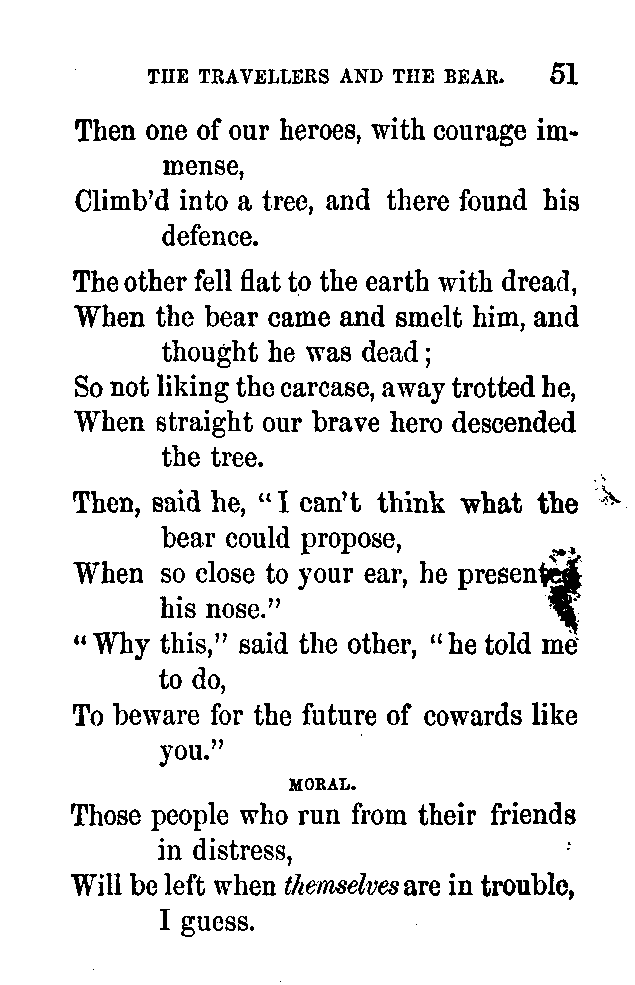 THE TRAVELLERS AND THE BEAR. 51
Then one of our heroes, with courage im-
mense,
Climb'd into a tree, and there found his
defence.
The other fell flat to the earth with dread,
When the bear came and smelt him, and
thought he was dead;
So not liking the carcase, away trotted he,
When straight our brave hero descended
the tree.
Then, said he, "I can't think what the
bear could propose,
When so close to your ear, he presented
his nose."
"Why this," said the other, "he told me
to do,
To beware for the future of cowards like
you."
MORAL.
Those people who run from their friends
in distress,
Will be left when themselves are in trouble,
I guess.